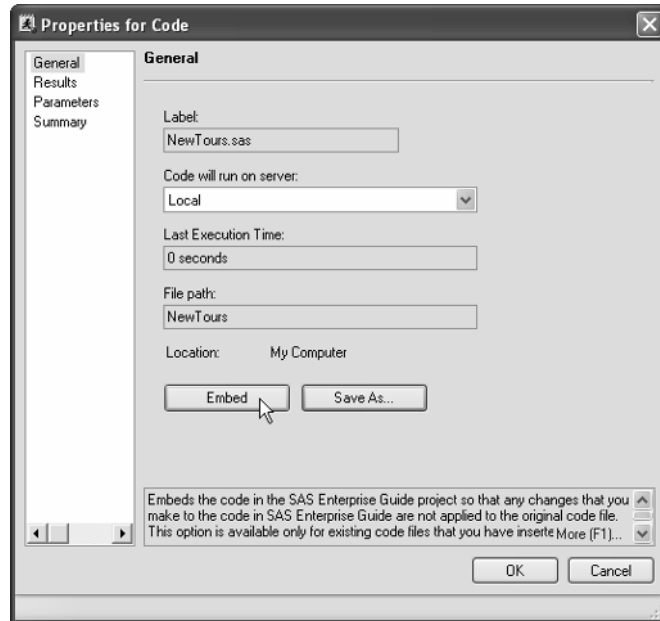 Properties for Code
General
Results
Parameters
Summary
General
Label:
NewTours.sas
Code will run on server:
Local
Last Execution Time:
0 seconds
File path:
NewTours
Location: My Computer
Embed
Save As...
Embeds the code in the SAS Enterprise Guide project so that any changes that you
make to the code in SAS Enterprise Guide are not applied to the original code file.
This option is available only for existing code files that you have inserte More (F1)...
OK
Cancel